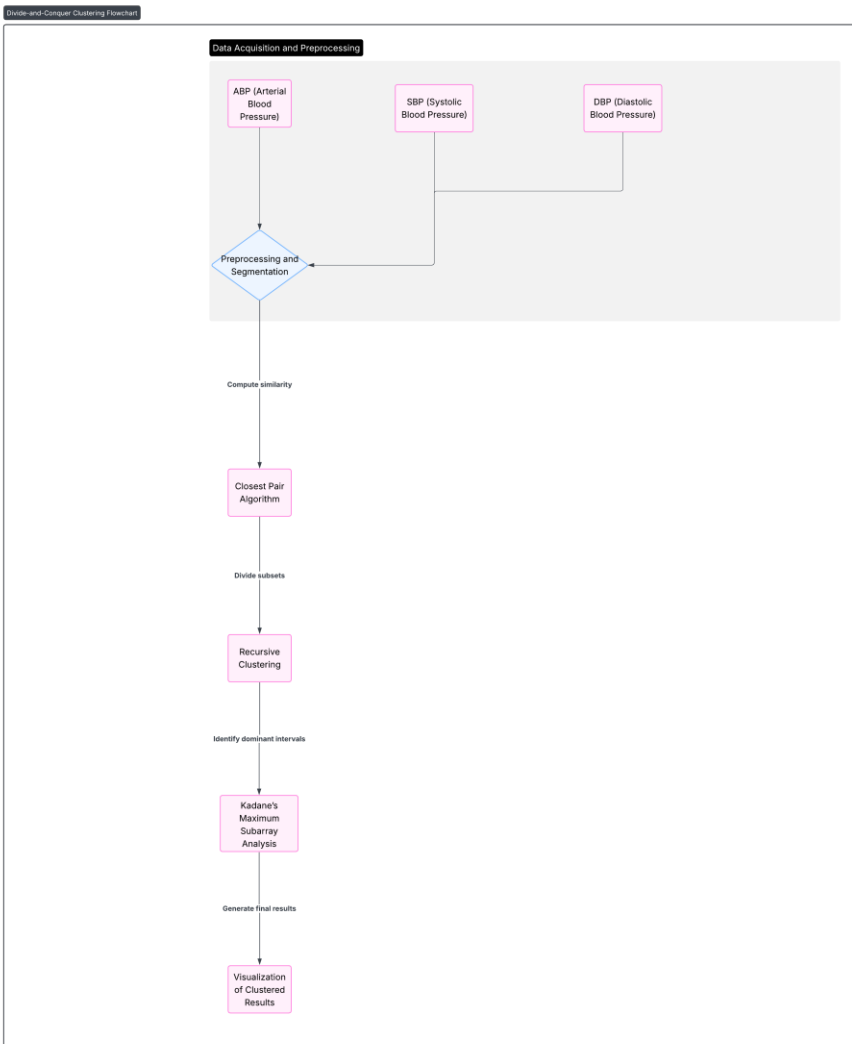 Divide-and-Conquer Clustering Flowchart
Data Acquisition and Preprocessing
ABP (Arterial
Blood
Pressure)
SBP (Systolic
Blood Pressure)
DBP (Diastolic
Blood Pressure)
Preprocessing and
Segmentation
Compute similarity
Closest Pair
Algorithm
Divide subsets
Recursive
Clustering
Identify dominant intervals
Kadane's
Maximum
Subarray
Analysis
Generate final results
Visualization
of Clustered
Results